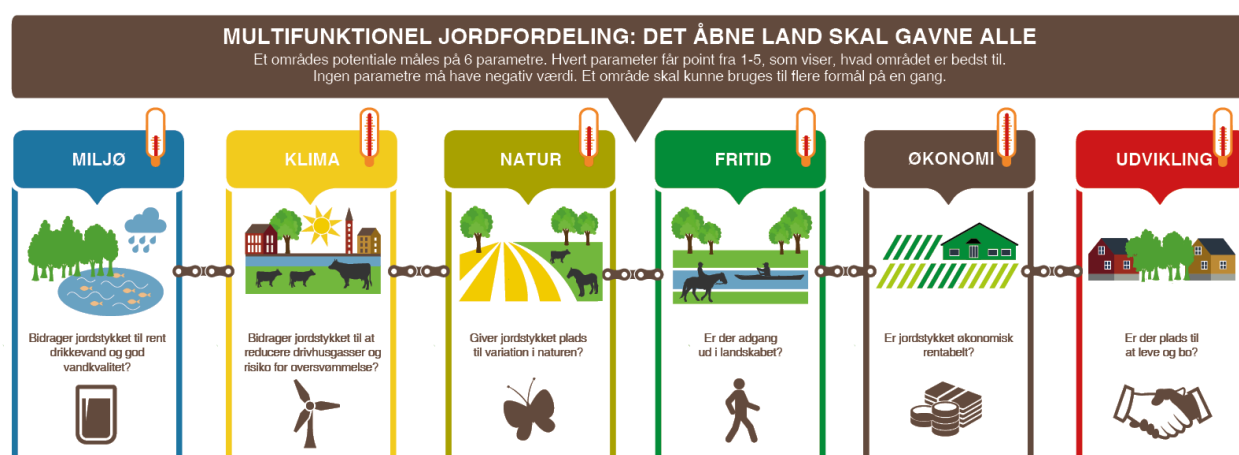 MULTIFUNKTIONEL JORDFORDELING: DET ÅBNE LAND SKAL GAVNE ALLE
Et områdes potentiale måles på 6 parametre. Hvert parameter får point fra 1-5, som viser, hvad området er bedst til.
Ingen parametre må have negativ værdi. Et område skal kunne bruges til flere formål på en gang.
MILJØ
Bidrager jordstykket til rent
drikkevand og god
vandkvalitet?
KLIMA
Bidrager jordstykket til at
reducere drivhusgasser og
risiko for oversvømmelse?
NATUR
Giver jordstykket plads
til variation i naturen?
FRITID
Er der adgang
ud i landskabet?
ØKONOMI
Er jordstykket økonomisk
rentabelt?
UDVIKLING
Er der plads til
at leve og bo?